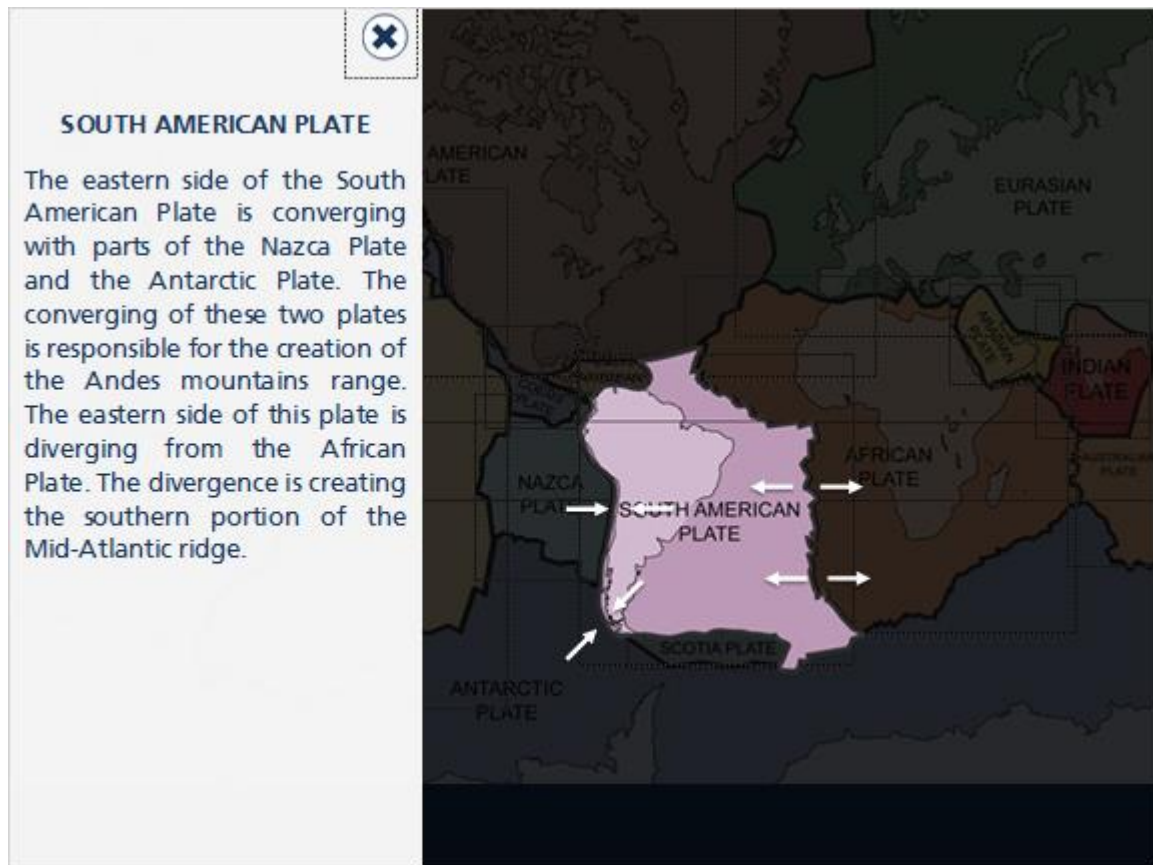 SOUTH AMERICAN PLATE
The eastern side of the South
American Plate is converging
with parts of the Nazca Plate
and the Antarctic Plate. The
converging of these two plates
is responsible for the creation of
the Andes mountains range.
The eastern side of this plate is
diverging from the African
Plate. The divergence is creating
the southern portion of the
Mid-Atlantic ridge.
AMERICAN
PLATE
EURASIAN
PLATE
ARABIAN
PLATE
INDIAN
PLATE
AUSTRALIAN
PLATE
AFRICAN
PLATE
NAZCA
PLATE
SOUTH AMERICAN
PLATE
SCOTIA PLATE
ANTARCTIC
PLATE